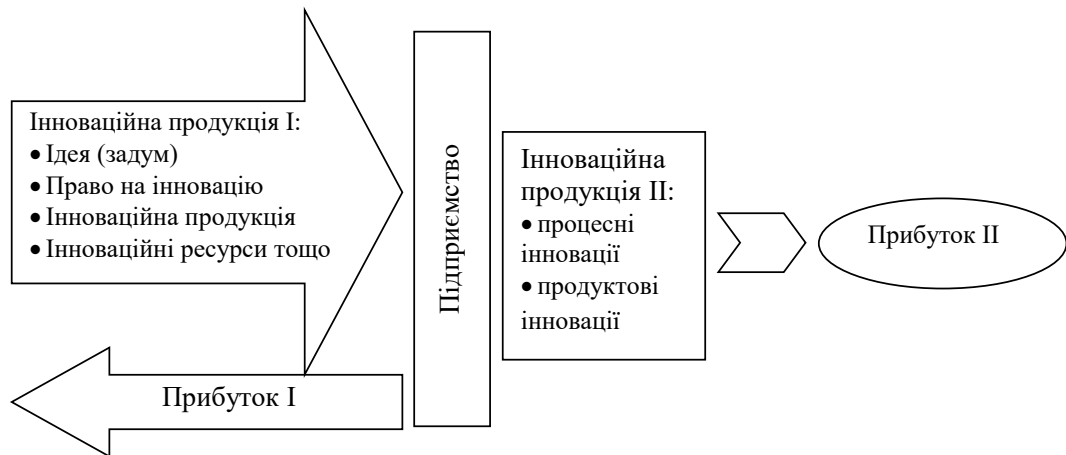 Інноваційна продукція І:
• Ідея (задум)
• Право на інновацію
• Інноваційна продукція
• Інноваційні ресурси тощо
Прибуток І
Підприємство
Інноваційна
продукція ІІ:
• процесні
інновації
• продуктові
інновації
Прибуток ІІ